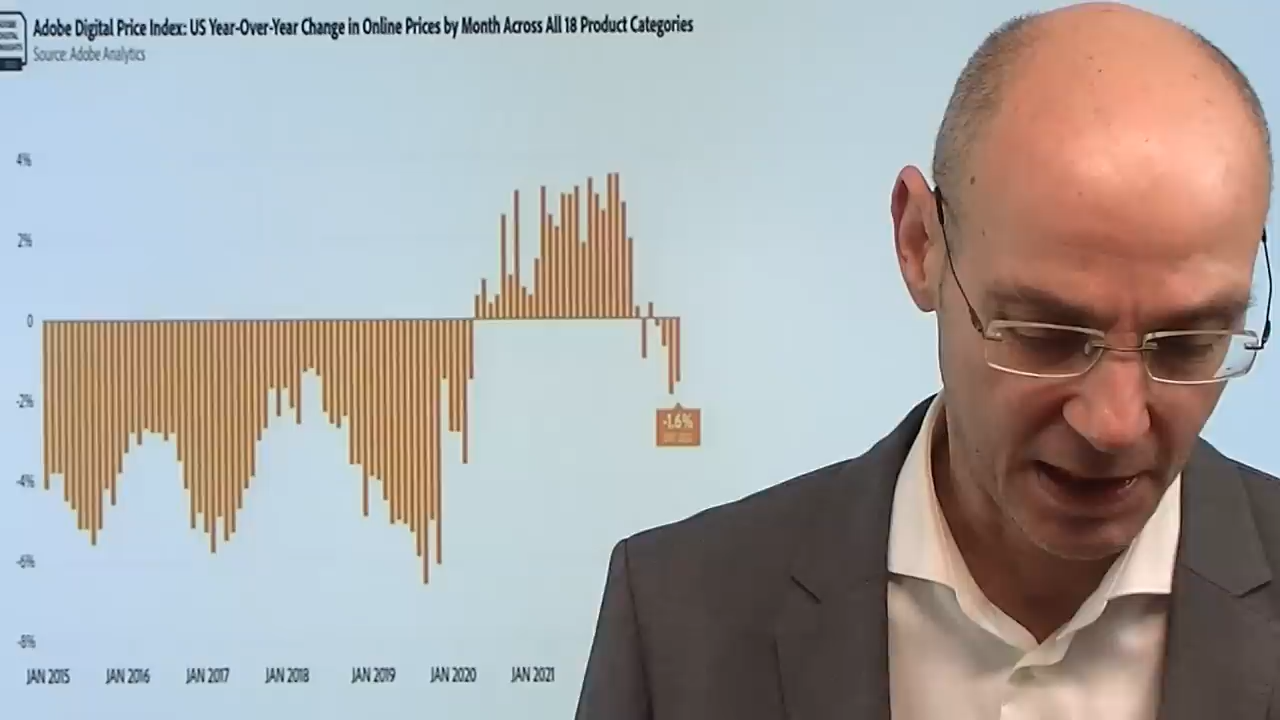 Adobe Digital Price Index: US Year-Over-Year Change in Online Prices by Month Across All 18 Product Categories
Source: Adobe Analytics
4%
2%
0
-2%
-4%
-6%
-8%
-1.6%
JAN 2015 JAN 2016 JAN 2017 JAN 2018 JAN 2019 JAN 2020 JAN 2021